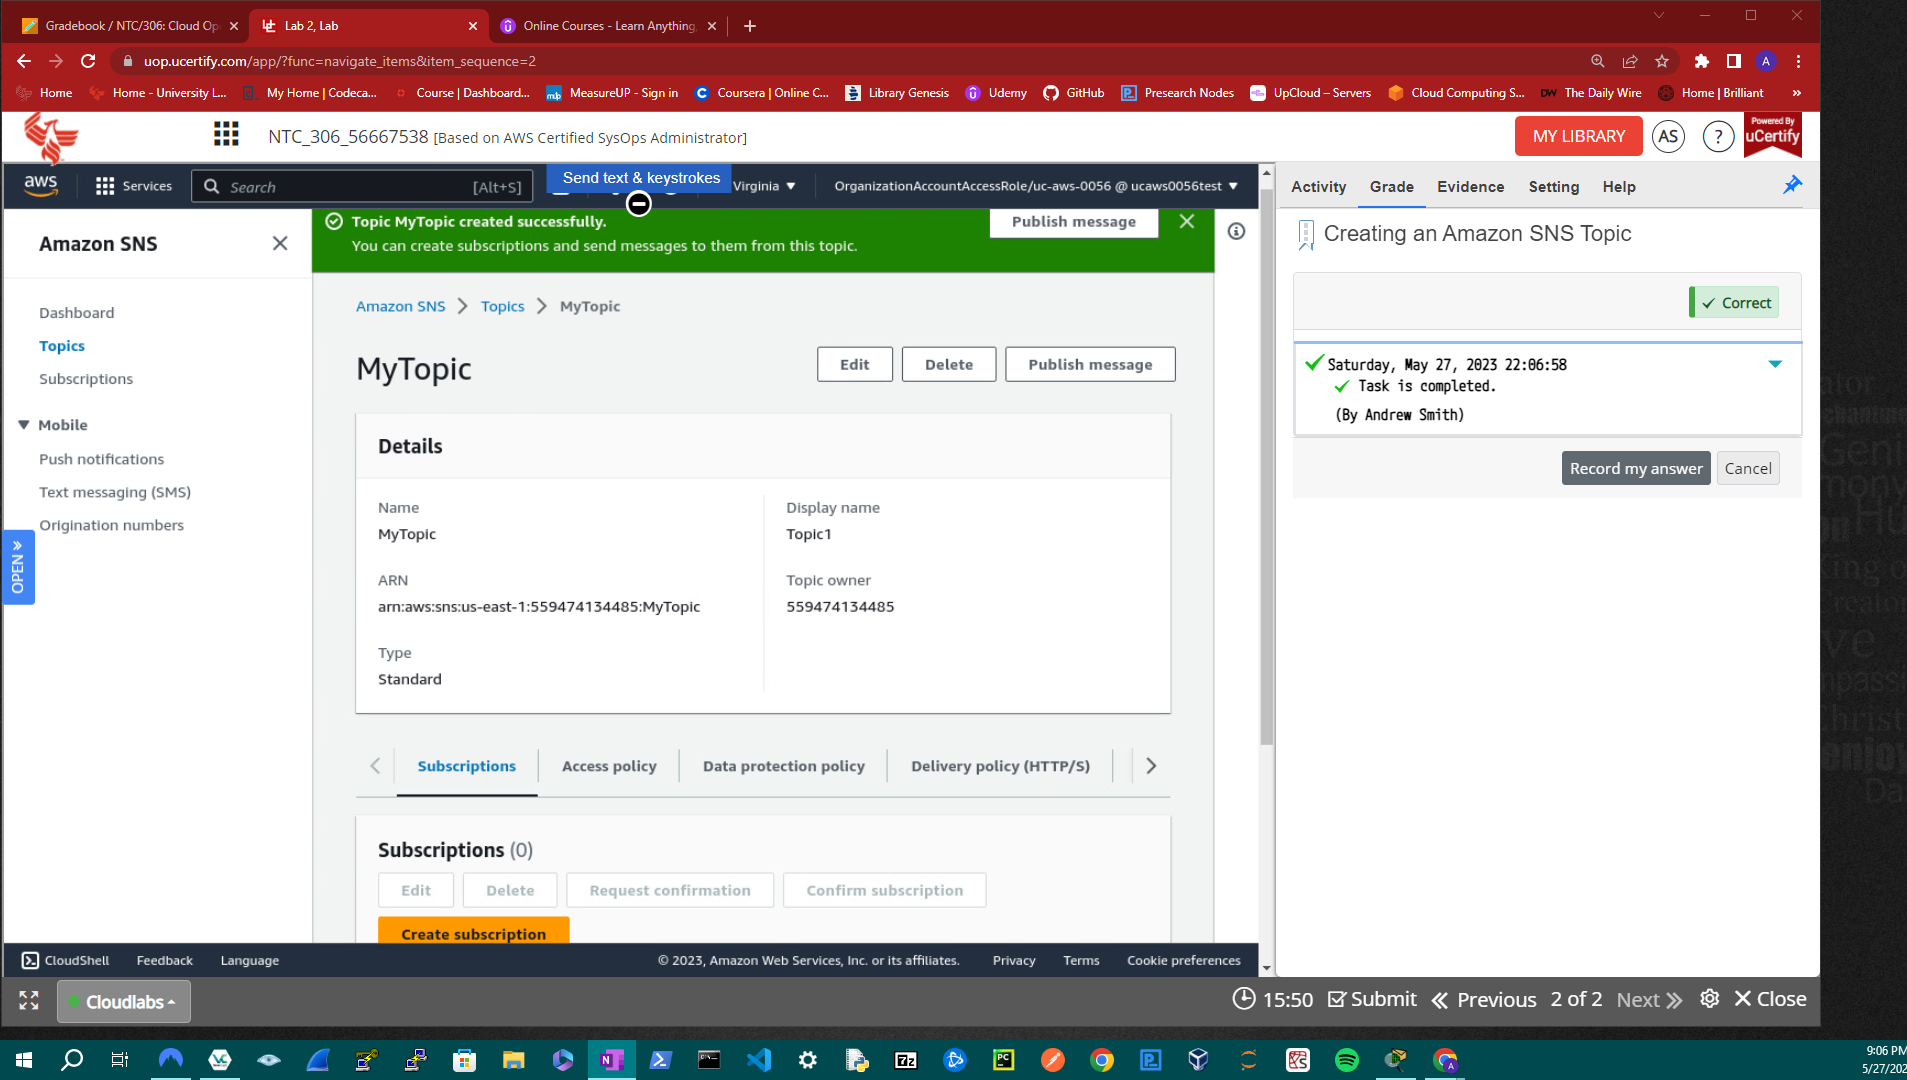 Gradebook / NTC/306: Cloud Op
Lab 2, Lab
Online Courses - Learn Anything,
uop.ucertify.com/app/?func=navigate_items&item_sequence=2
A
Home
Home - University L...
My Home | Codeca...
Course | Dashboard...
MeasureUP - Sign in
Coursera | Online C...
Library Genesis
Udemy
GitHub
Presearch Nodes
UpCloud – Servers
Cloud Computing S...
DW The Daily Wire
Home | Brilliant
»
NTC_306_56667538 [Based on AWS Certified SysOps Administrator]
MY LIBRARY
AS
?
Powered By
uCertify
aws
Services
Search [Alt+S]
Send text & keystrokes
Virginia
OrganizationAccountAccessRole/uc-aws-0056 @ ucaws0056test
Activity
Grade
Evidence
Setting
Help
Amazon SNS
Topic MyTopic created successfully.
You can create subscriptions and send messages to them from this topic.
Publish message
Creating an Amazon SNS Topic
Correct
Saturday, May 27, 2023 22:06:58
Task is completed.
(By Andrew Smith)
Record my answer
Cancel
Dashboard
Topics
Subscriptions
Mobile
Push notifications
Text messaging (SMS)
Origination numbers
OPEN »
Amazon SNS > Topics > MyTopic
MyTopic
Edit
Delete
Publish message
Details
Name
MyTopic
Display name
Topic1
ARN
arn:aws:sns:us-east-1:559474134485:MyTopic
Topic owner
559474134485
Type
Standard
Subscriptions
Access policy
Data protection policy
Delivery policy (HTTP/S)
Subscriptions (0)
Edit
Delete
Request confirmation
Confirm subscription
Create subscription
CloudShell
Feedback
Language
© 2023, Amazon Web Services, Inc. or its affiliates.
Privacy
Terms
Cookie preferences
Cloudlabs
15:50
Submit
Previous
2 of 2
Next
Close
9:06 PM
5/27/202